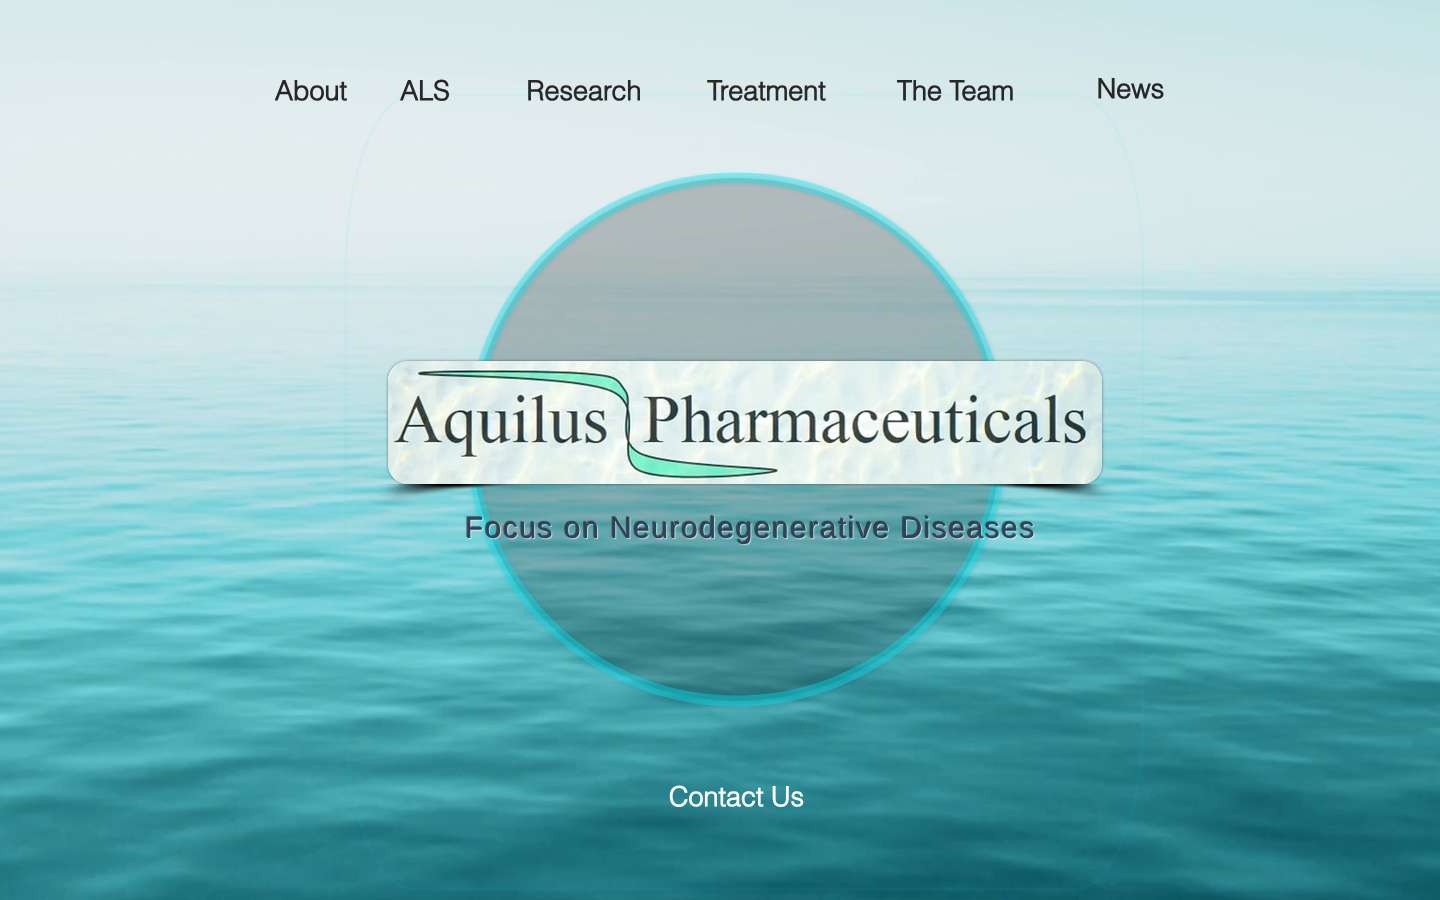 About ALS Research Treatment The Team News
Aquilus Pharmaceuticals
Focus on Neurodegenerative Diseases
Contact Us